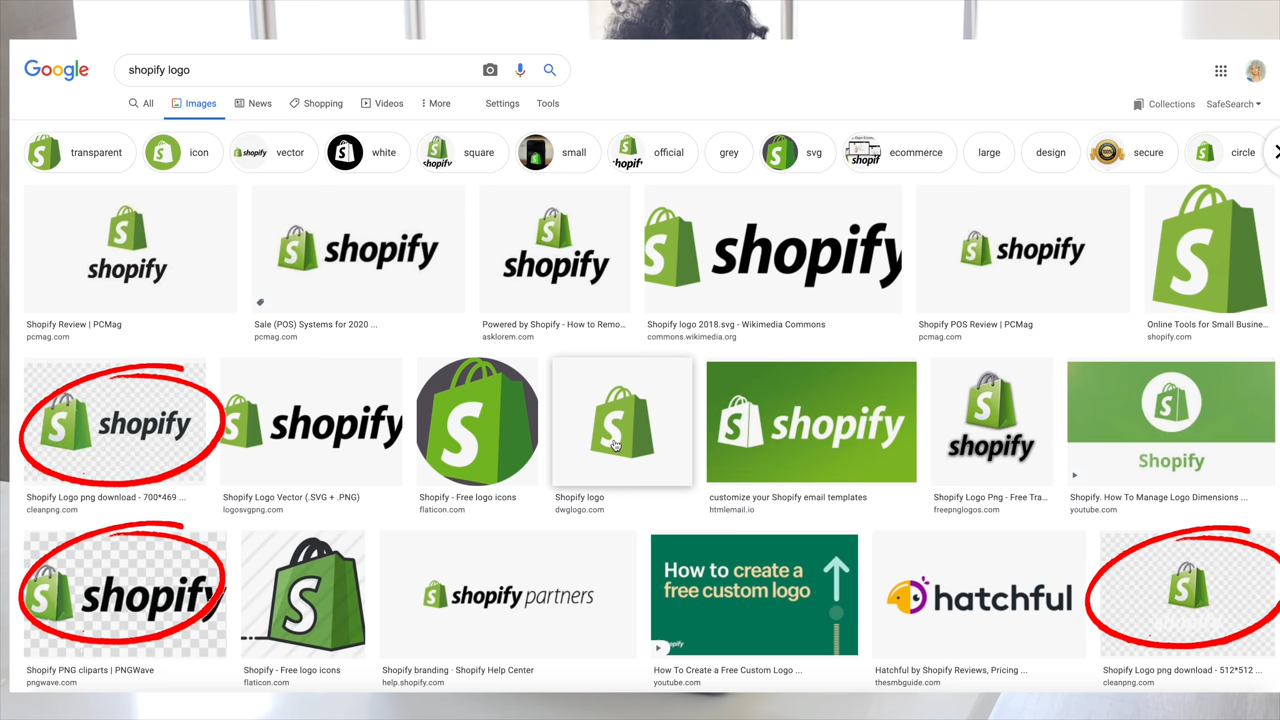 Google
shopify logo
All
Images
News
Shopping
Videos
More
Settings
Tools
Collections
SafeSearch
transparent
icon
shopify
vector
white
shopify
square
small
shopify
official
grey
svg
shopify
ecommerce
large
design
secure
circle
shopify
shopify
shopify
shopify
shopify
S
Shopify Review | PCMag
Sale (POS) Systems for 2020 ...
Powered by Shopify - How to Remo...
Shopify logo 2018.svg - Wikimedia Commons
Shopify POS Review | PCMag
Online Tools for Small Busine...
pcmag.com
pcmag.com
asklorem.com
commons.wikimedia.org
pcmag.com
shopify.com
shopify
shopify
S
S
shopify
shopify
Shopify
Shopify Logo png download - 700*469 ...
Shopify Logo Vector (.SVG + .PNG)
Shopify - Free logo icons
Shopify logo
customize your Shopify email templates
Shopify Logo Png - Free Tra...
Shopify. How To Manage Logo Dimensions ...
cleanpng.com
logosvgpng.com
flaticon.com
dwglogo.com
htmlemail.io
freepnglogos.com
youtube.com
shopify
S
shopify partners
How to create a
free custom logo
shopify
hatchful
S
Shopify PNG cliparts | PNGWave
Shopify - Free logo icons
Shopify branding · Shopify Help Center
How To Create a Free Custom Logo ...
Hatchful by Shopify Reviews, Pricing ...
Shopify Logo png download - 512*512 ...
pngwave.com
flaticon.com
help.shopify.com
youtube.com
thesmbguide.com
cleanpng.com